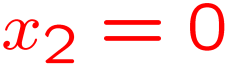 x₂ = 0